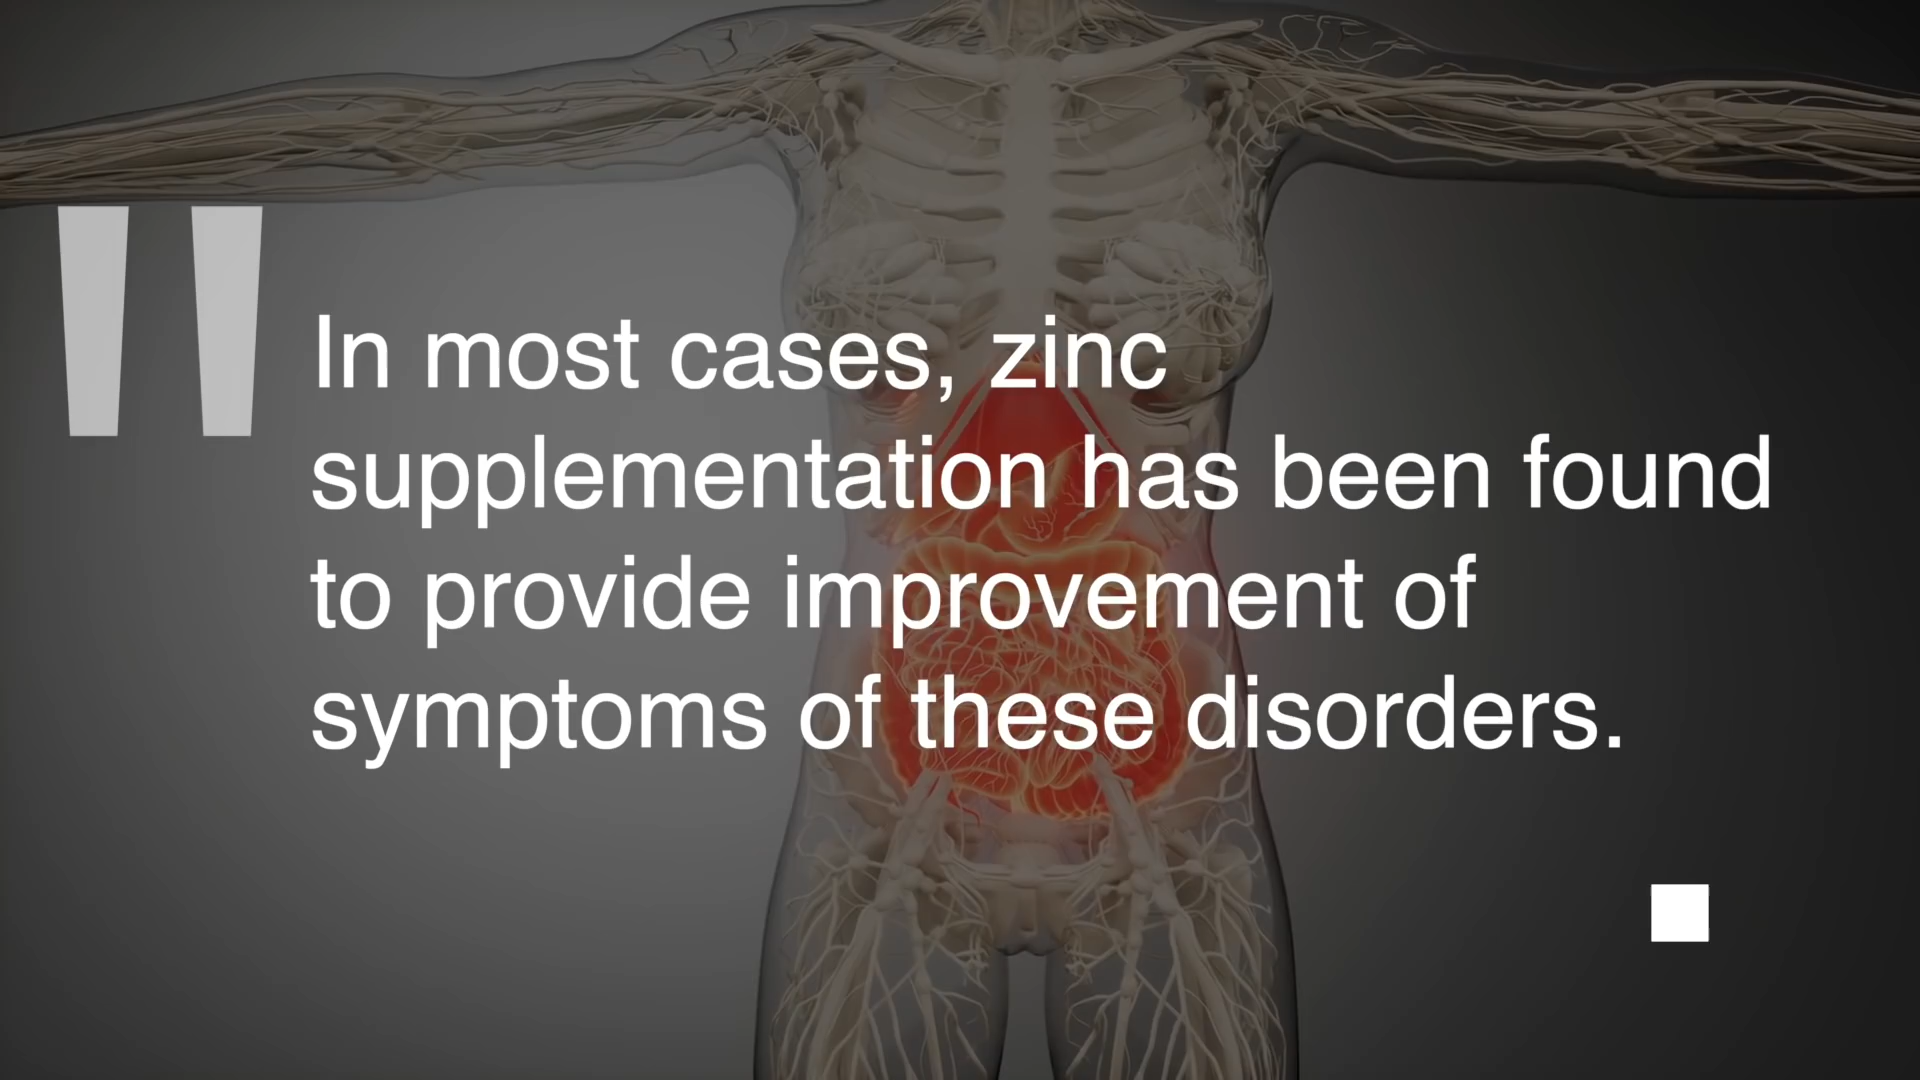 "In most cases, zinc
supplementation has been found
to provide improvement of
symptoms of these disorders.